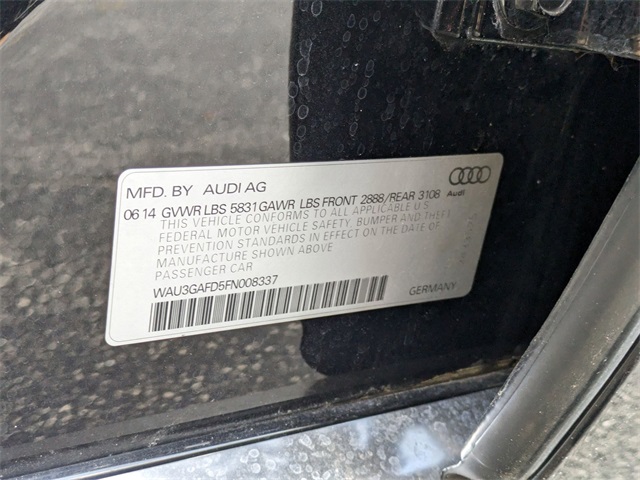 MFD. BY AUDI AG
Audi
06 14 GVWR LBS 5831 GAWR LBS FRONT 2888/REAR 3108
THIS VEHICLE CONFORMS TO ALL APPLICABLE U.S.
FEDERAL MOTOR VEHICLE SAFETY, BUMPER AND THEFT
PREVENTION STANDARDS IN EFFECT ON THE DATE OF
MANUFACTURE SHOWN ABOVE
PASSENGER CAR
WAU3GAFD5FN008337
GERMANY